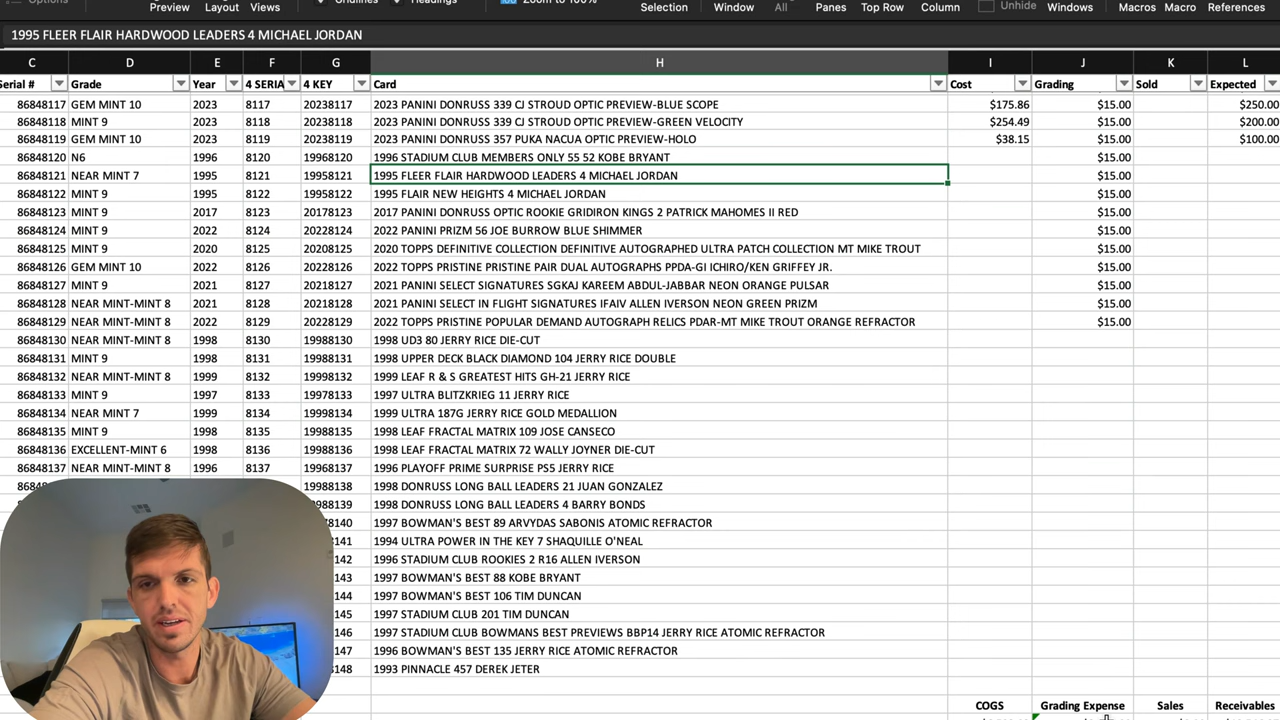 Options Preview Layout Views Gridlines Headings Zoom to 100% Selection Window All Panes Top Row Column Unhide Windows Macros Macro References
1995 FLEER FLAIR HARDWOOD LEADERS 4 MICHAEL JORDAN
C D E F G H I J K L
Serial # Grade Year 4 SERIA 4 KEY Card Cost Grading Sold Expected
86848117 GEM MINT 10 2023 8117 20238117 2023 PANINI DONRUSS 339 CJ STROUD OPTIC PREVIEW-BLUE SCOPE $175.86 $15.00 $250.00
86848118 MINT 9 2023 8118 20238118 2023 PANINI DONRUSS 339 CJ STROUD OPTIC PREVIEW-GREEN VELOCITY $254.49 $15.00 $200.00
86848119 GEM MINT 10 2023 8119 20238119 2023 PANINI DONRUSS 357 PUKA NACUA OPTIC PREVIEW-HOLO $38.15 $15.00 $100.00
86848120 N6 1996 8120 19968120 1996 STADIUM CLUB MEMBERS ONLY 55 52 KOBE BRYANT $15.00
86848121 NEAR MINT 7 1995 8121 19958121 1995 FLEER FLAIR HARDWOOD LEADERS 4 MICHAEL JORDAN $15.00
86848122 MINT 9 1995 8122 19958122 1995 FLAIR NEW HEIGHTS 4 MICHAEL JORDAN $15.00
86848123 MINT 9 2017 8123 20178123 2017 PANINI DONRUSS OPTIC ROOKIE GRIDIRON KINGS 2 PATRICK MAHOMES II RED $15.00
86848124 MINT 9 2022 8124 20228124 2022 PANINI PRIZM 56 JOE BURROW BLUE SHIMMER $15.00
86848125 MINT 9 2020 8125 20208125 2020 TOPPS DEFINITIVE COLLECTION DEFINITIVE AUTOGRAPHED ULTRA PATCH COLLECTION MT MIKE TROUT $15.00
86848126 GEM MINT 10 2022 8126 20228126 2022 TOPPS PRISTINE PRISTINE PAIR DUAL AUTOGRAPHS PPDA-GI ICHIRO/KEN GRIFFEY JR. $15.00
86848127 MINT 9 2021 8127 20218127 2021 PANINI SELECT SIGNATURES SGKAJ KAREEM ABDUL-JABBAR NEON ORANGE PULSAR $15.00
86848128 NEAR MINT-MINT 8 2021 8128 20218128 2021 PANINI SELECT IN FLIGHT SIGNATURES IFAIV ALLEN IVERSON NEON GREEN PRIZM $15.00
86848129 NEAR MINT-MINT 8 2022 8129 20228129 2022 TOPPS PRISTINE POPULAR DEMAND AUTOGRAPH RELICS PDAR-MT MIKE TROUT ORANGE REFRACTOR $15.00
86848130 NEAR MINT-MINT 8 1998 8130 19988130 1998 UD3 80 JERRY RICE DIE-CUT
86848131 MINT 9 1998 8131 19988131 1998 UPPER DECK BLACK DIAMOND 104 JERRY RICE DOUBLE
86848132 NEAR MINT-MINT 8 1999 8132 19998132 1999 LEAF R & S GREATEST HITS GH-21 JERRY RICE
86848133 MINT 9 1997 8133 19978133 1997 ULTRA BLITZKRIEG 11 JERRY RICE
86848134 NEAR MINT 7 1999 8134 19998134 1999 ULTRA 187G JERRY RICE GOLD MEDALLION
86848135 MINT 9 1998 8135 19988135 1998 LEAF FRACTAL MATRIX 109 JOSE CANSECO
86848136 EXCELLENT-MINT 6 1998 8136 19988136 1998 LEAF FRACTAL MATRIX 72 WALLY JOYNER DIE-CUT
86848137 NEAR MINT-MINT 8 1996 8137 19968137 1996 PLAYOFF PRIME SURPRISE PS5 JERRY RICE
19988138 1998 DONRUSS LONG BALL LEADERS 21 JUAN GONZALEZ
9988139 1998 DONRUSS LONG BALL LEADERS 4 BARRY BONDS
978140 1997 BOWMAN'S BEST 89 ARVYDAS SABONIS ATOMIC REFRACTOR
141 1994 ULTRA POWER IN THE KEY 7 SHAQUILLE O'NEAL
142 1996 STADIUM CLUB ROOKIES 2 R16 ALLEN IVERSON
143 1997 BOWMAN'S BEST 88 KOBE BRYANT
144 1997 BOWMAN'S BEST 106 TIM DUNCAN
145 1997 STADIUM CLUB 201 TIM DUNCAN
146 1997 STADIUM CLUB BOWMANS BEST PREVIEWS BBP14 JERRY RICE ATOMIC REFRACTOR
147 1996 BOWMAN'S BEST 135 JERRY RICE ATOMIC REFRACTOR
148 1993 PINNACLE 457 DEREK JETER
COGS Grading Expense Sales Receivables